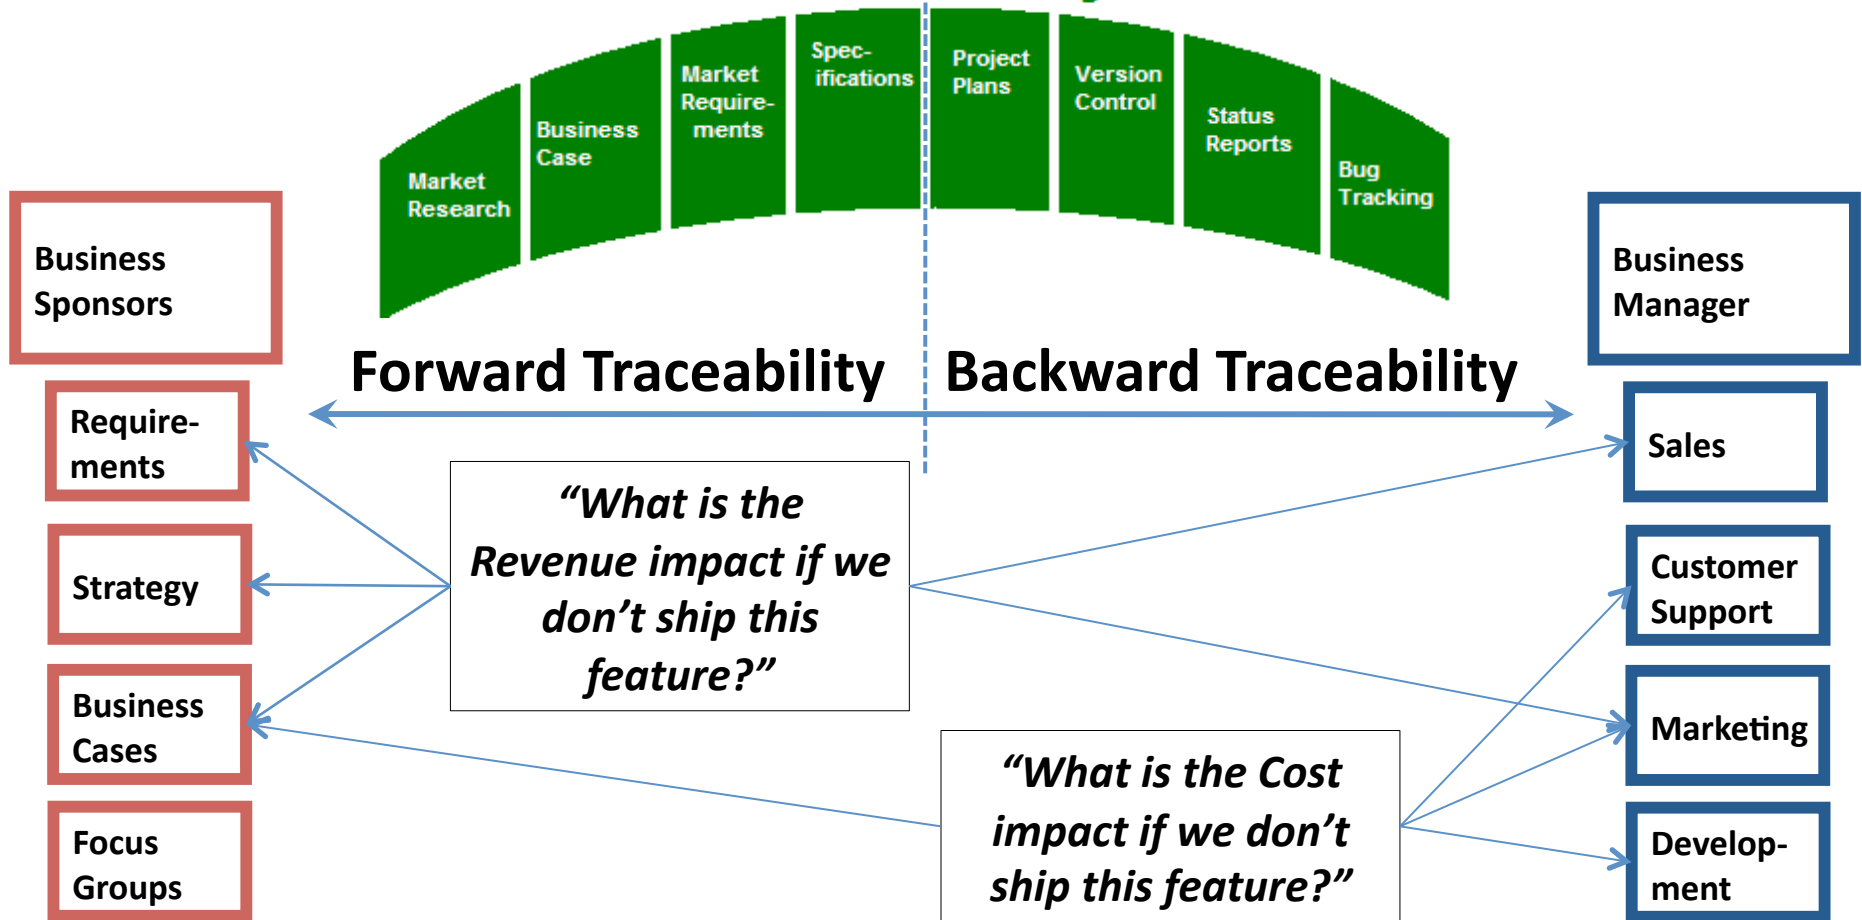 Spec-
ifications
Project
Plans
Market
Require-
ments
Version
Control
Business
Case
Status
Reports
Market
Research
Bug
Tracking
Business
Sponsors
Business
Manager
Forward Traceability
Backward Traceability
Require-
ments
Sales
“What is the
Revenue impact if we
don’t ship this
feature?”
Strategy
Customer
Support
Business
Cases
Marketing
“What is the Cost
impact if we don’t
ship this feature?”
Focus
Groups
Develop-
ment